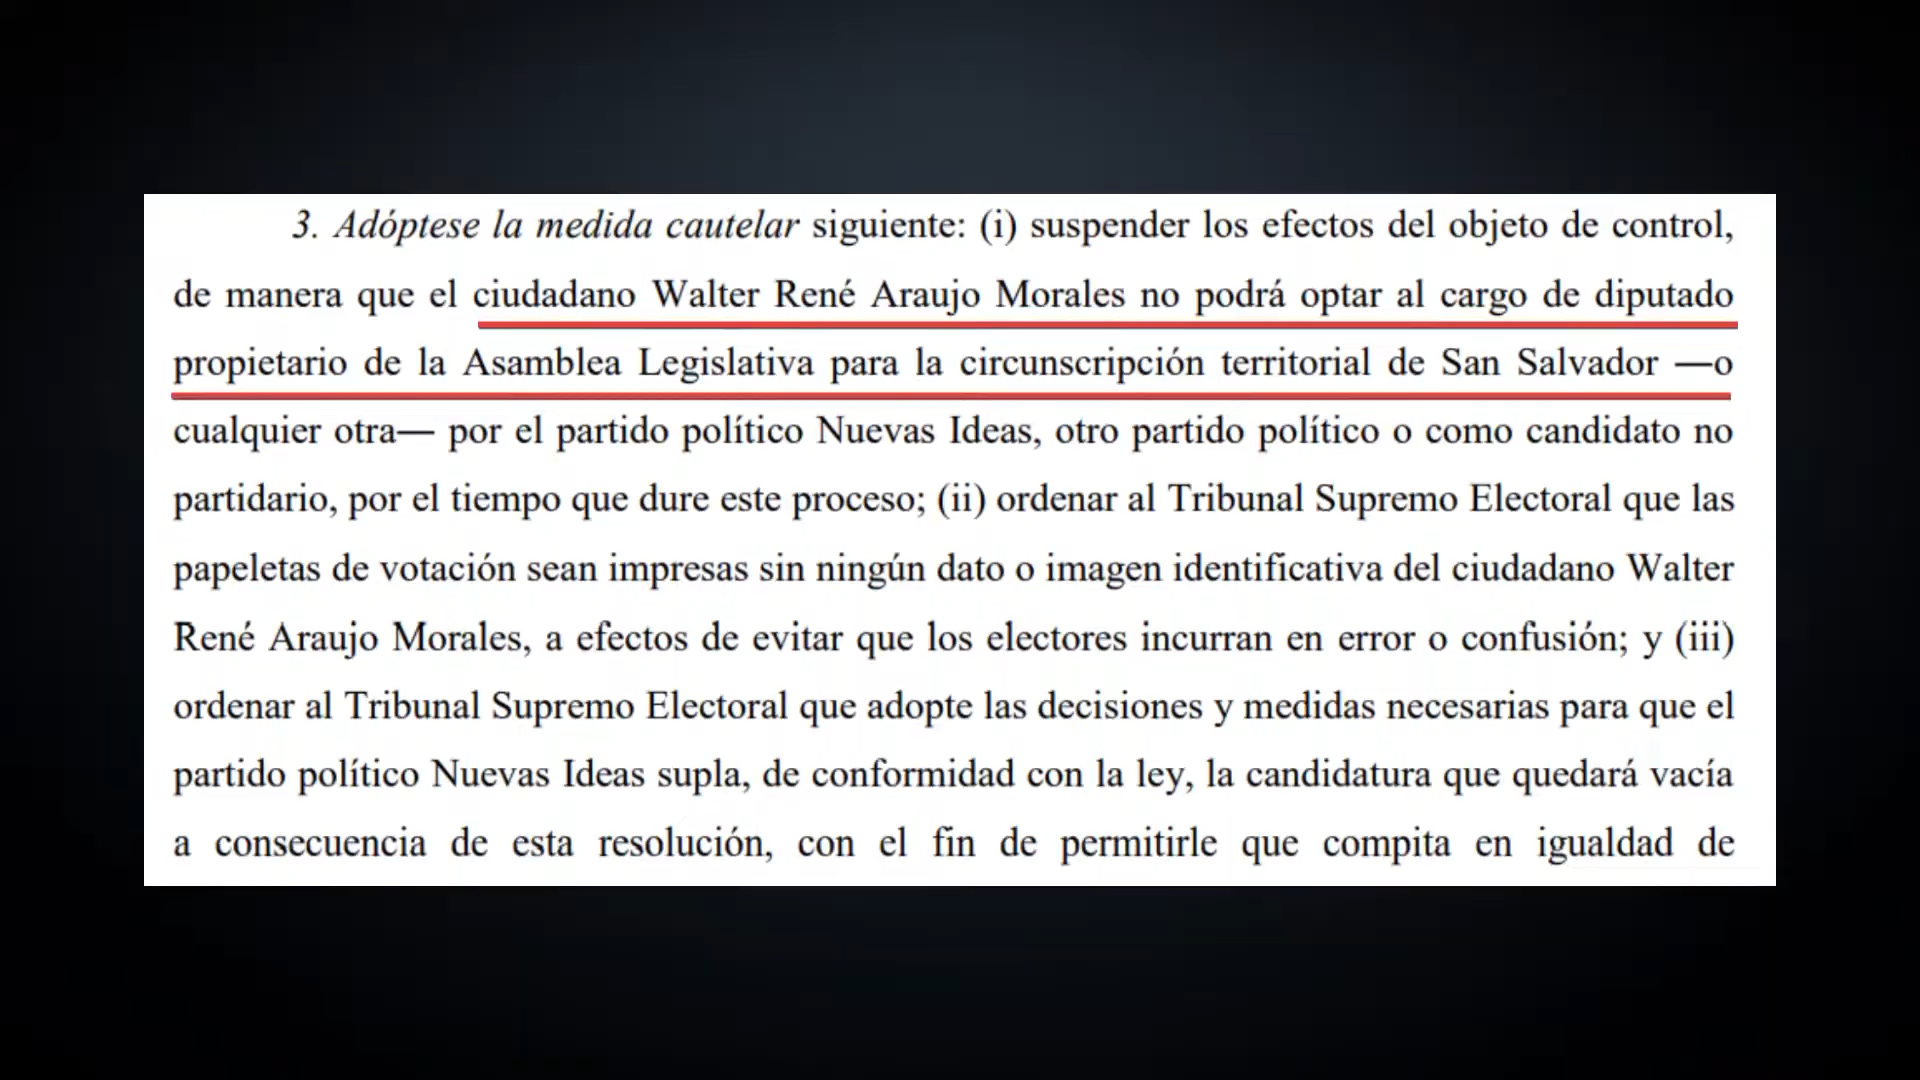 3. Adóptese la medida cautelar siguiente: (i) suspender los efectos del objeto de control,
de manera que el ciudadano Walter René Araujo Morales no podrá optar al cargo de diputado
propietario de la Asamblea Legislativa para la circunscripción territorial de San Salvador —o
cualquier otra— por el partido político Nuevas Ideas, otro partido político o como candidato no
partidario, por el tiempo que dure este proceso; (ii) ordenar al Tribunal Supremo Electoral que las
papeletas de votación sean impresas sin ningún dato o imagen identificativa del ciudadano Walter
René Araujo Morales, a efectos de evitar que los electores incurran en error o confusión; y (iii)
ordenar al Tribunal Supremo Electoral que adopte las decisiones y medidas necesarias para que el
partido político Nuevas Ideas supla, de conformidad con la ley, la candidatura que quedará vacía
a consecuencia de esta resolución, con el fin de permitirle que compita en igualdad de